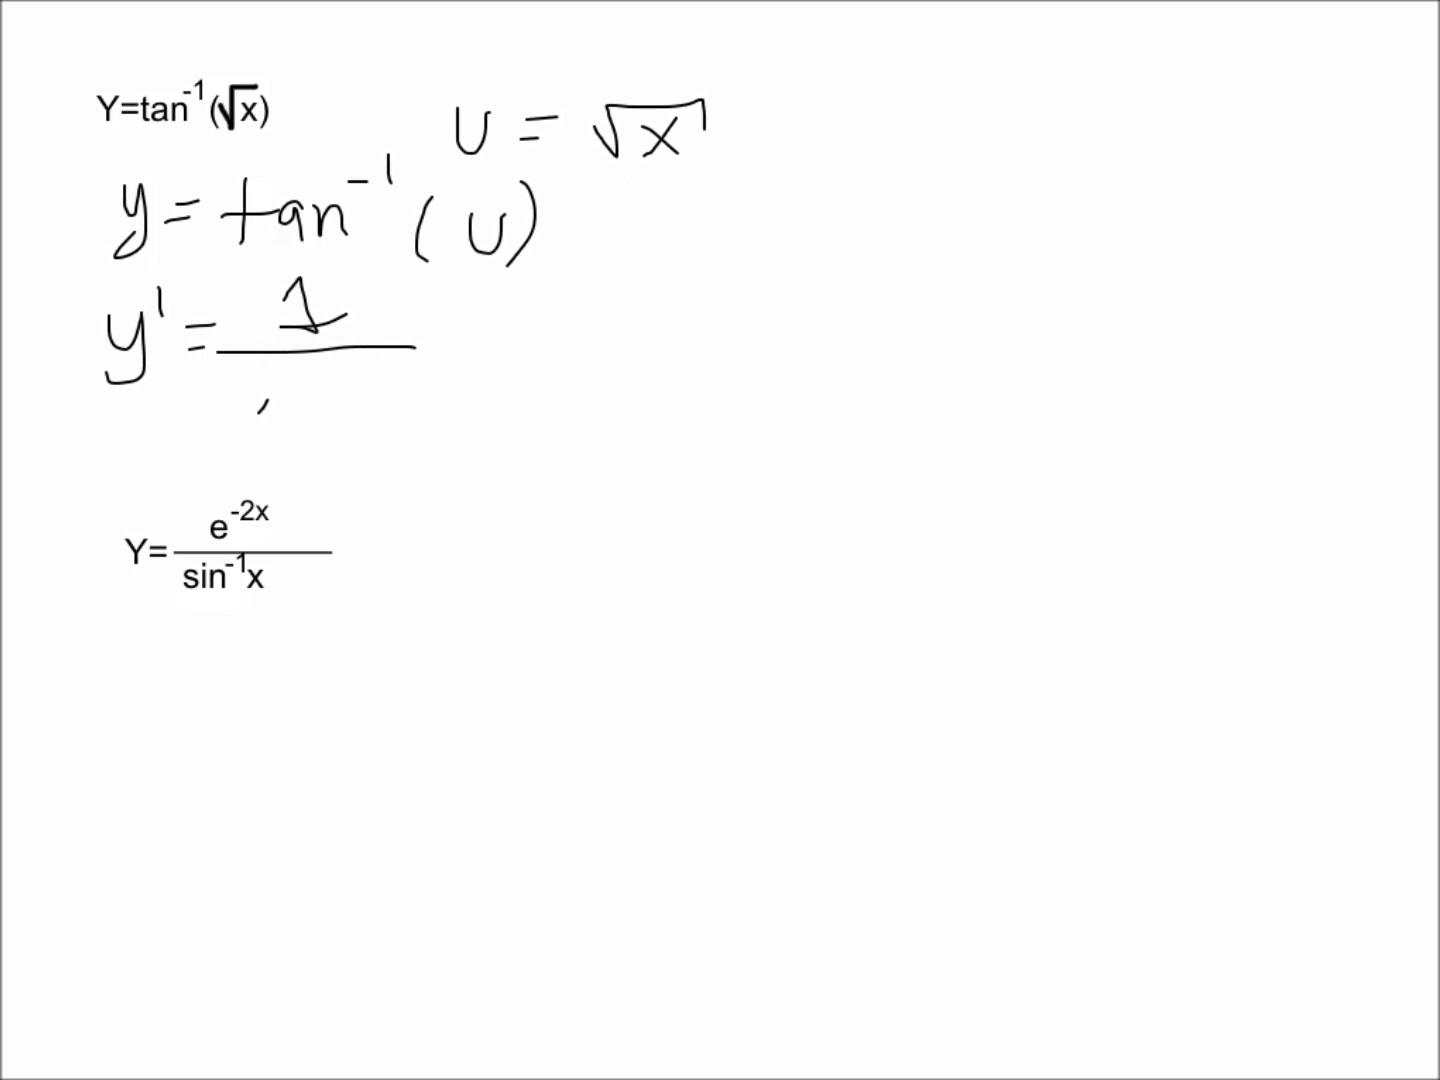 Y=tan⁻¹(√x)
U = √x
y = tan⁻¹(U)
y' = 1
Y= e⁻²ˣ
sin⁻¹x